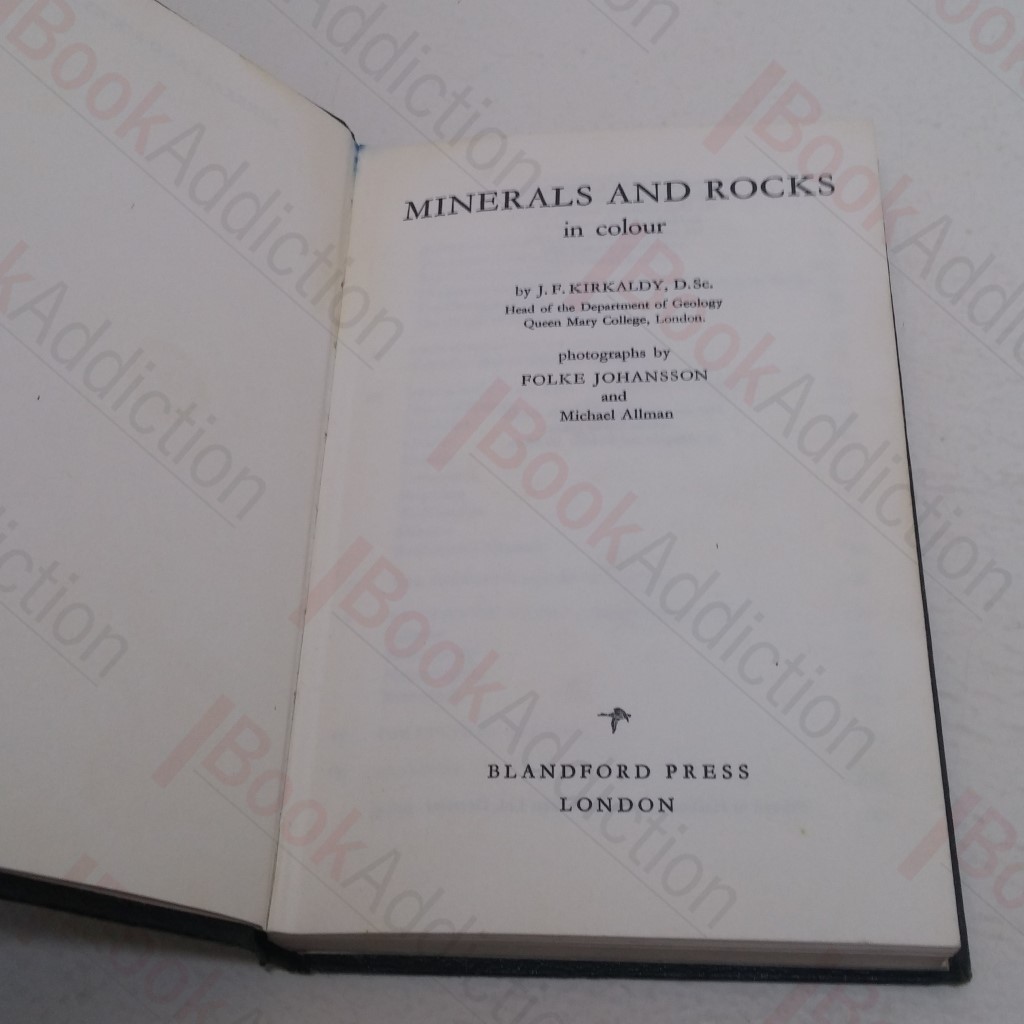 MINERALS AND ROCKS
in colour
by J. F. KIRKALDY, D.Sc.
Head of the Department of Geology
Queen Mary College, London.
photographs by
FOLKE JOHANSSON
and
Michael Allman
BLANDFORD PRESS
LONDON
BookAddiction